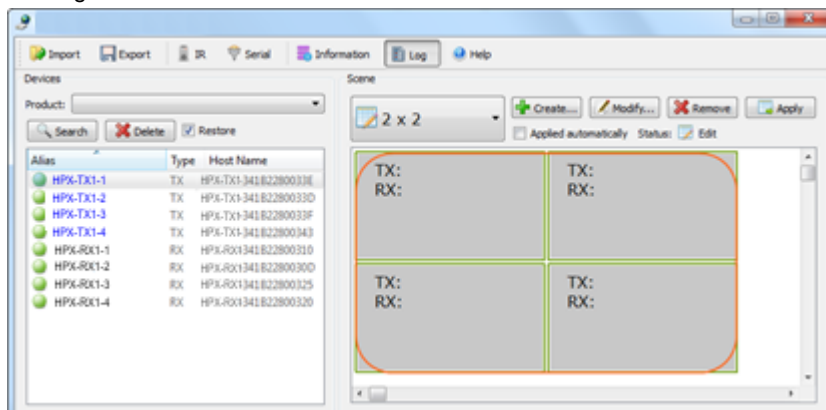 Import Export IR Serial Information Log Help
Devices
Product:
Search Delete Restore
Alias Type Host Name
HPX-TX1-1 TX HPX-TX1-341B2280033E
HPX-TX1-2 TX HPX-TX1-341B2280033D
HPX-TX1-3 TX HPX-TX1-341B2280033F
HPX-TX1-4 TX HPX-TX1-341B22800343
HPX-RX1-1 RX HPX-RX1341B22800310
HPX-RX1-2 RX HPX-RX1341B2280030D
HPX-RX1-3 RX HPX-RX1341B22800325
HPX-RX1-4 RX HPX-RX1341B22800320
Scene
2 x 2 Create... Modify... Remove Apply
Applied automatically Status: Edit
TX: TX:
RX: RX:
TX: TX:
RX: RX: